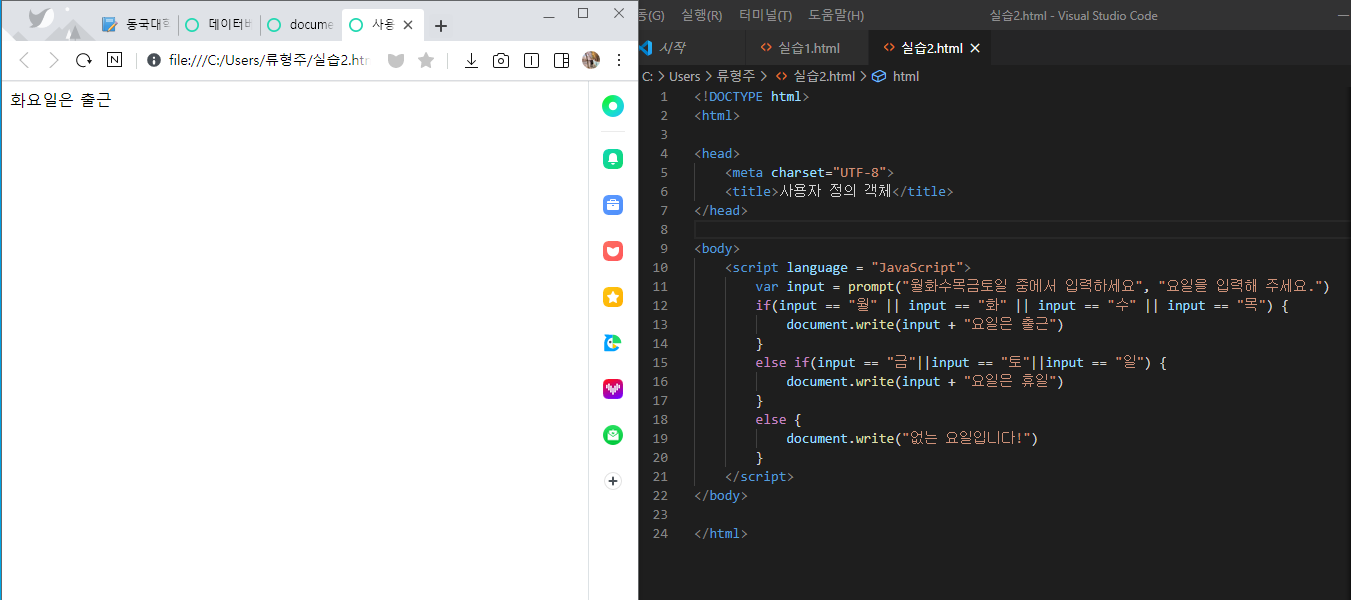 동국대학
데이터버
docume
사용
file:///C:/Users/류형주/실습2.htm
화요일은 출근
동(G) 실행(R) 터미널(T) 도움말(H) 실습2.html - Visual Studio Code
시작 실습1.html 실습2.html
C: > Users > 류형주 > 실습2.html > html
1 <!DOCTYPE html>
2 <html>
3
4 <head>
5 <meta charset="UTF-8">
6 <title>사용자 정의 객체</title>
7 </head>
8
9 <body>
10 <script language = "JavaScript">
11 var input = prompt("월화수목금토일 중에서 입력하세요", "요일을 입력해 주세요.")
12 if(input == "월" || input == "화" || input == "수" || input == "목") {
13 document.write(input + "요일은 출근")
14 }
15 else if(input == "금"||input == "토"||input == "일") {
16 document.write(input + "요일은 휴일")
17 }
18 else {
19 document.write("없는 요일입니다!")
20 }
21 </script>
22 </body>
23
24 </html>